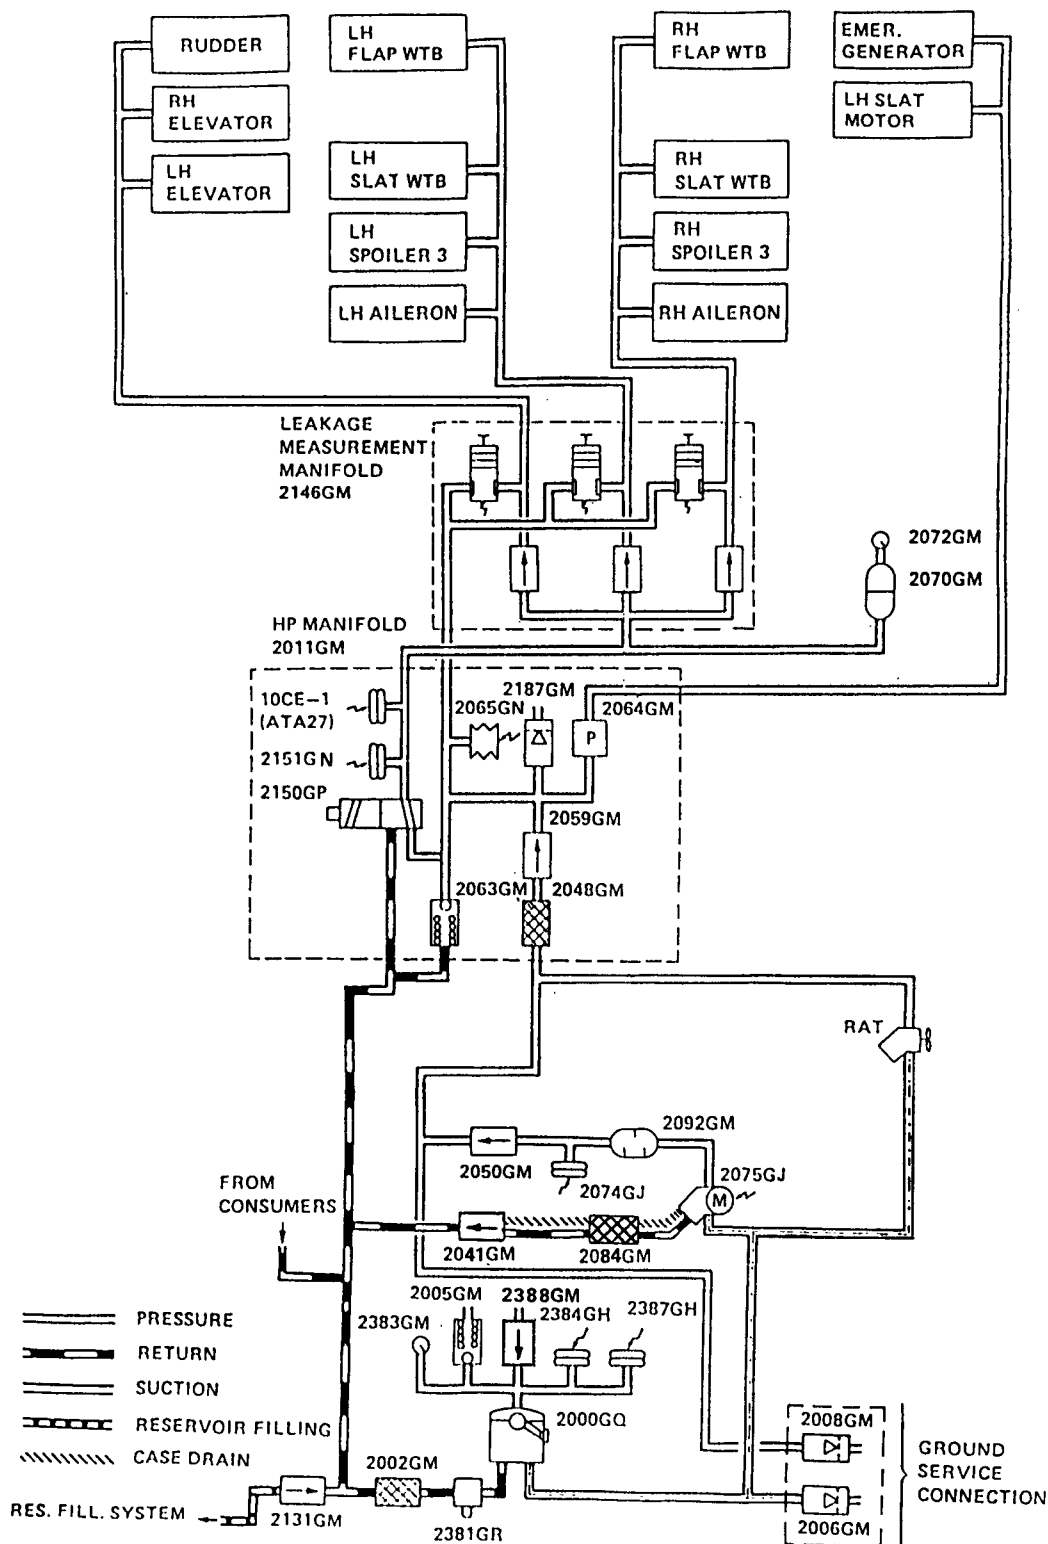 RUDDER
RH
ELEVATOR
LH
ELEVATOR
LH
FLAP WTB
LH
SLAT WTB
LH
SPOILER 3
LH AILERON
RH
FLAP WTB
RH
SLAT WTB
RH
SPOILER 3
RH AILERON
EMER.
GENERATOR
LH SLAT
MOTOR
LEAKAGE
MEASUREMENT
MANIFOLD
2146GM
2072GM
2070GM
HP MANIFOLD
2011GM
10CE-1
(ATA27)
2151GN
2150GP
2065GN
2187GM
2064GM
P
2059GM
2063GM
2048GM
RAT
2092GM
2050GM
2074GJ
2075GJ
M
FROM
CONSUMERS
2041GM
2084GM
2005GM
2388GM
2383GM
2384GH
2387GH
2000GQ
PRESSURE
RETURN
SUCTION
RESERVOIR FILLING
CASE DRAIN
2002GM
RES. FILL. SYSTEM
2131GM
2381GR
2008GM
2006GM
GROUND
SERVICE
CONNECTION